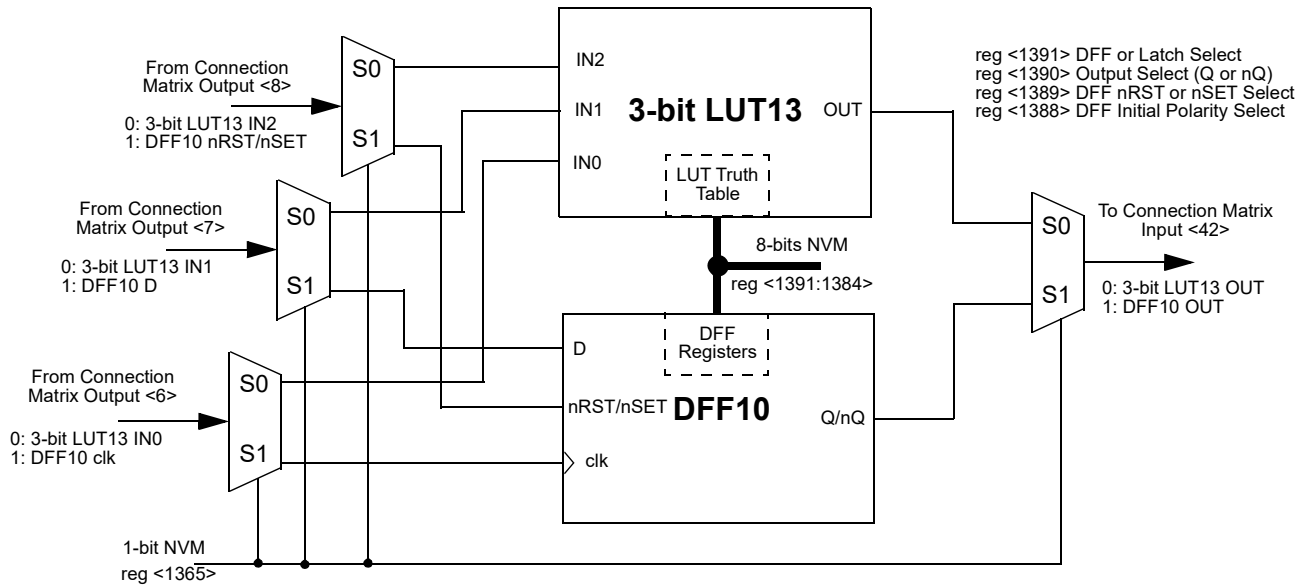 From Connection
Matrix Output <8>
0: 3-bit LUT13 IN2
1: DFF10 nRST/nSET
S0
S1
From Connection
Matrix Output <7>
0: 3-bit LUT13 IN1
1: DFF10 D
S0
S1
From Connection
Matrix Output <6>
0: 3-bit LUT13 IN0
1: DFF10 clk
S0
S1
1-bit NVM
reg <1365>
IN2
IN1
IN0
3-bit LUT13
OUT
LUT Truth
Table
8-bits NVM
reg <1391:1384>
DFF
Registers
D
nRST/nSET
clk
DFF10
Q/nQ
reg <1391> DFF or Latch Select
reg <1390> Output Select (Q or nQ)
reg <1389> DFF nRST or nSET Select
reg <1388> DFF Initial Polarity Select
S0
S1
To Connection Matrix
Input <42>
0: 3-bit LUT13 OUT
1: DFF10 OUT